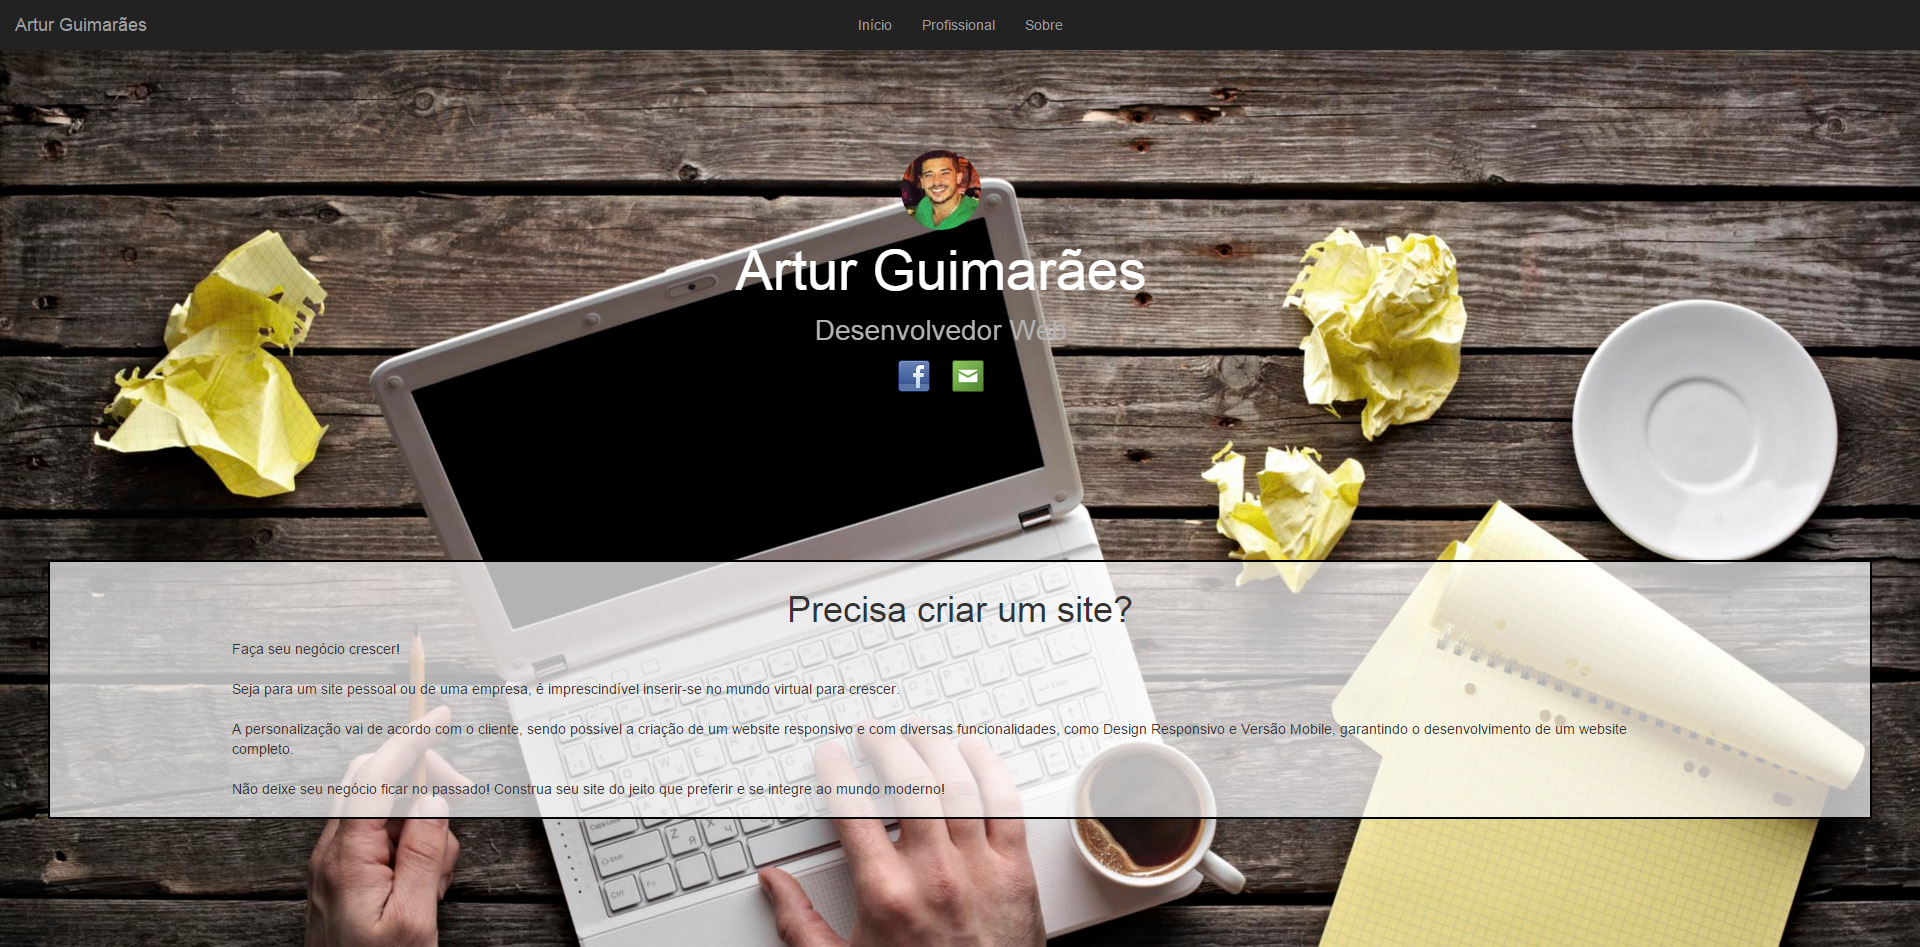 Artur Guimarães
Início Profissional Sobre
Artur Guimarães
Desenvolvedor Web
Precisa criar um site?
Faça seu negócio crescer!
Seja para um site pessoal ou de uma empresa, é imprescindível inserir-se no mundo virtual para crescer.
A personalização vai de acordo com o cliente, sendo possível a criação de um website responsivo e com diversas funcionalidades, como Design Responsivo e Versão Mobile, garantindo o desenvolvimento de um website
completo.
Não deixe seu negócio ficar no passado! Construa seu site do jeito que preferir e se integre ao mundo moderno!